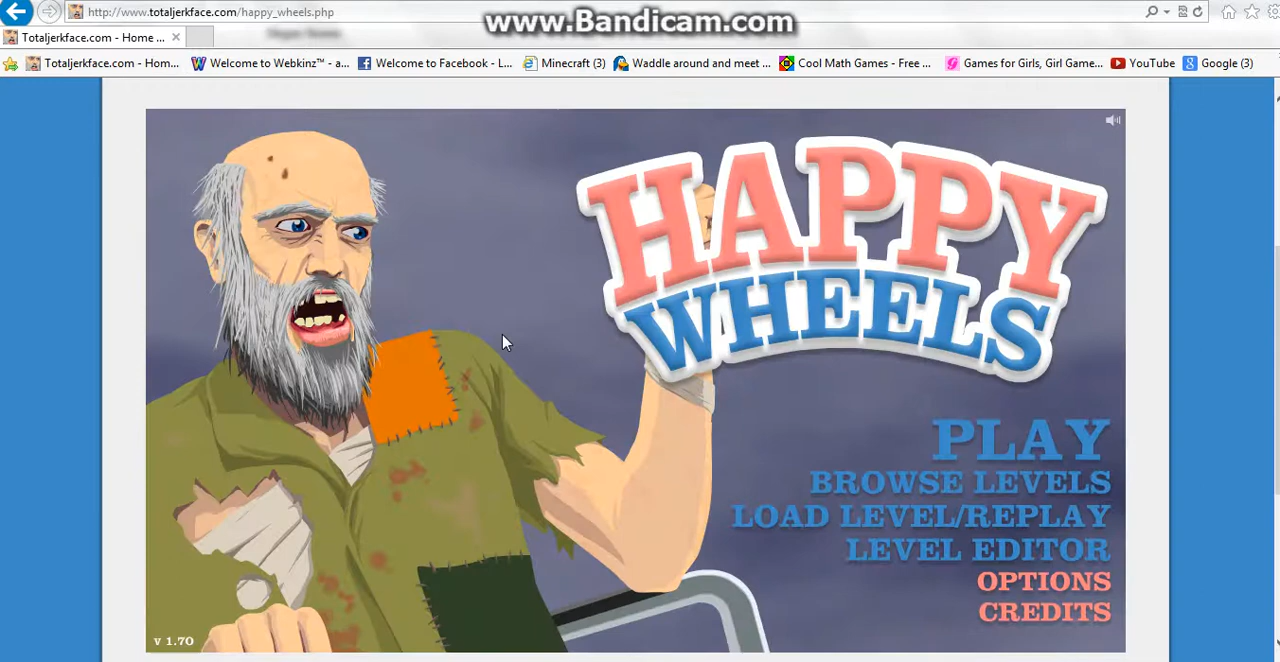 www.Bandicam.com
http://www.totaljerkface.com/happy_wheels.php
Totaljerkface.com - Home ...
Totaljerkface.com - Hom...
Welcome to Webkinz™ - a...
Welcome to Facebook - L...
Minecraft (3)
Waddle around and meet ...
Cool Math Games - Free ...
Games for Girls, Girl Game...
YouTube
Google (3)
HAPPY
WHEELS
PLAY
BROWSE LEVELS
LOAD LEVEL/REPLAY
LEVEL EDITOR
OPTIONS
CREDITS
v 1.70